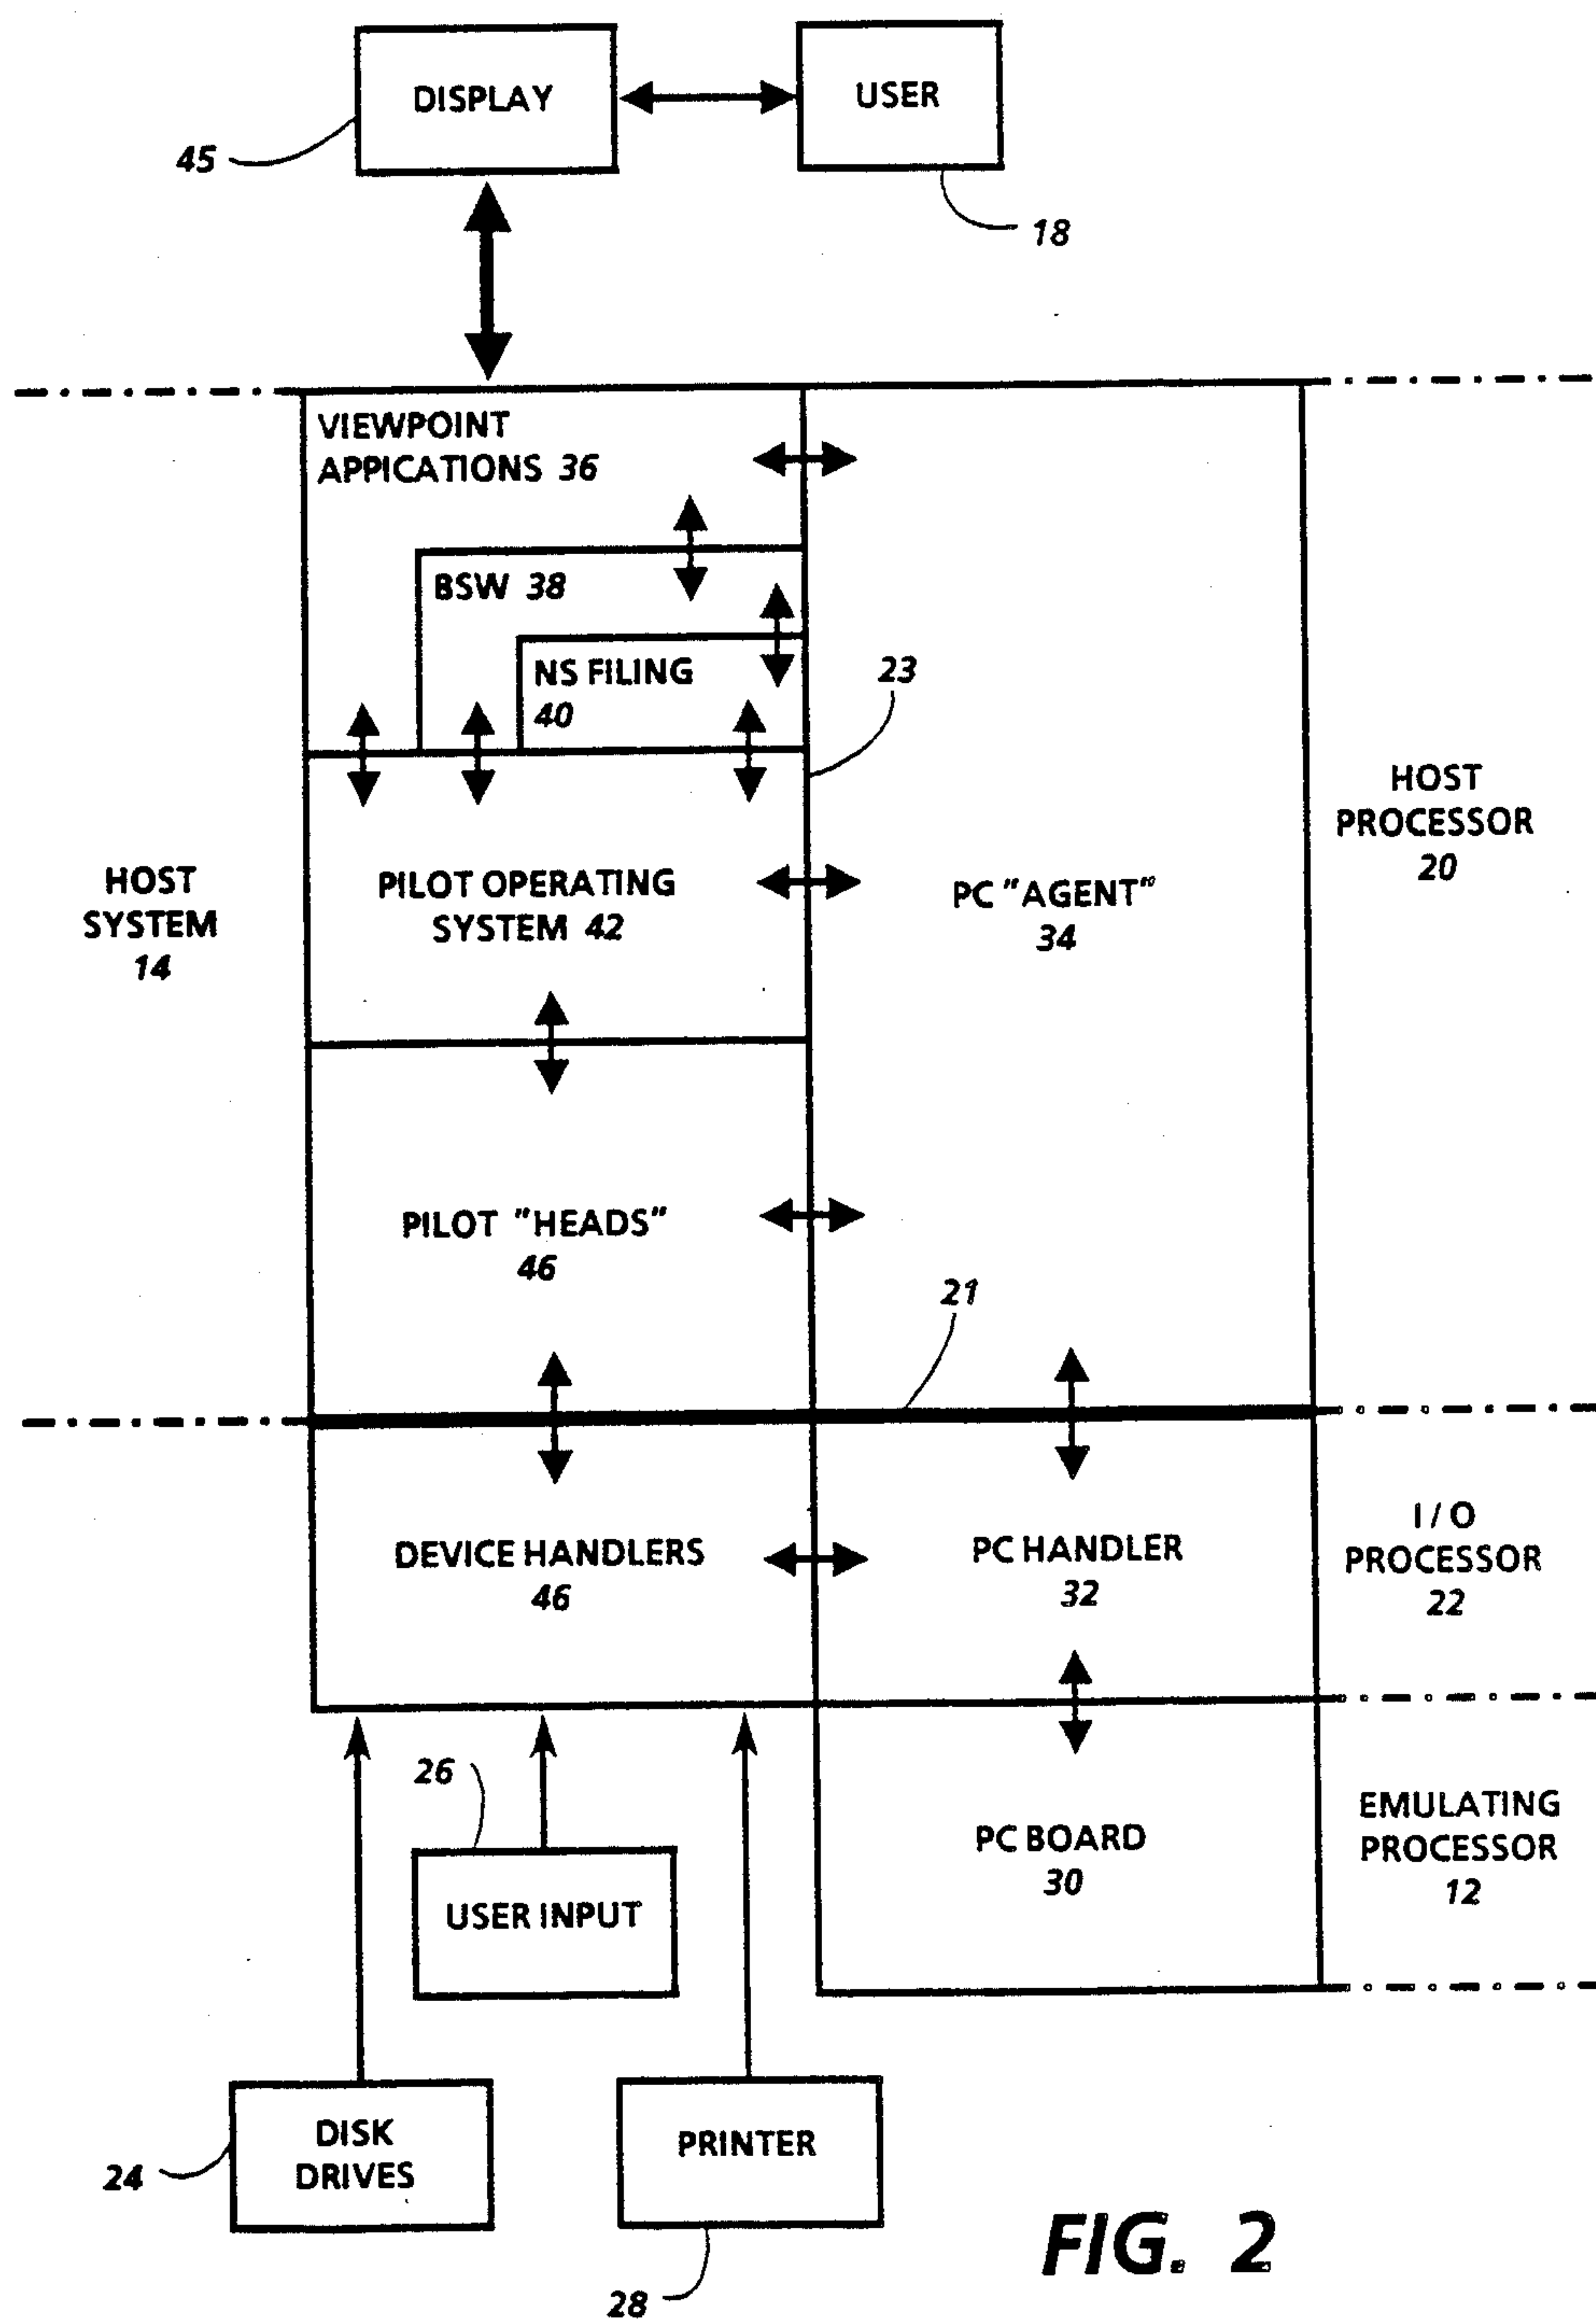 DISPLAY
USER
45
18
VIEWPOINT
APPICATIONS 36
BSW 38
NS FILING
40
23
HOST
PROCESSOR
20
HOST
SYSTEM
14
PILOT OPERATING
SYSTEM 42
PC "AGENT"
34
PILOT "HEADS"
46
21
DEVICE HANDLERS
46
PC HANDLER
32
I/O
PROCESSOR
22
26
USER INPUT
PC BOARD
30
EMULATING
PROCESSOR
12
DISK
DRIVES
24
PRINTER
28
FIG. 2